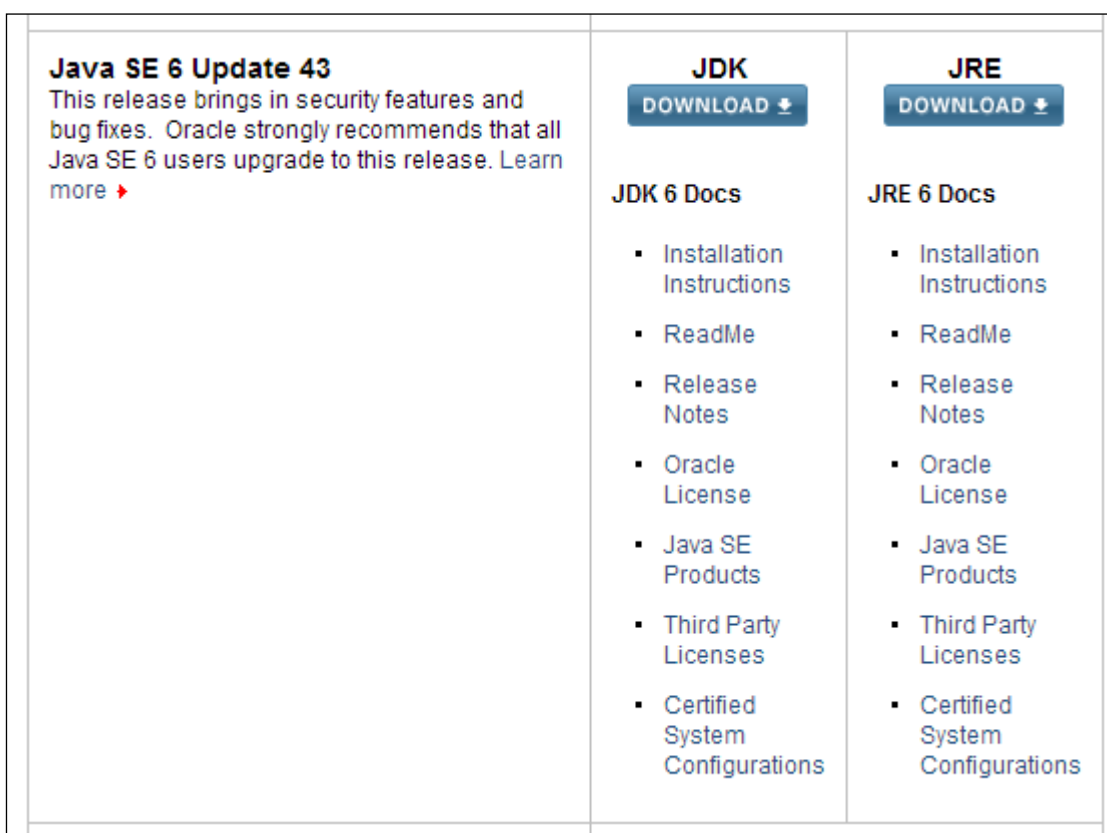 Java SE 6 Update 43
This release brings in security features and
bug fixes.  Oracle strongly recommends that all
Java SE 6 users upgrade to this release. Learn
more
JDK
DOWNLOAD
JDK 6 Docs
Installation
Instructions
ReadMe
Release
Notes
Oracle
License
Java SE
Products
Third Party
Licenses
Certified
System
Configurations
JRE
DOWNLOAD
JRE 6 Docs
Installation
Instructions
ReadMe
Release
Notes
Oracle
License
Java SE
Products
Third Party
Licenses
Certified
System
Configurations